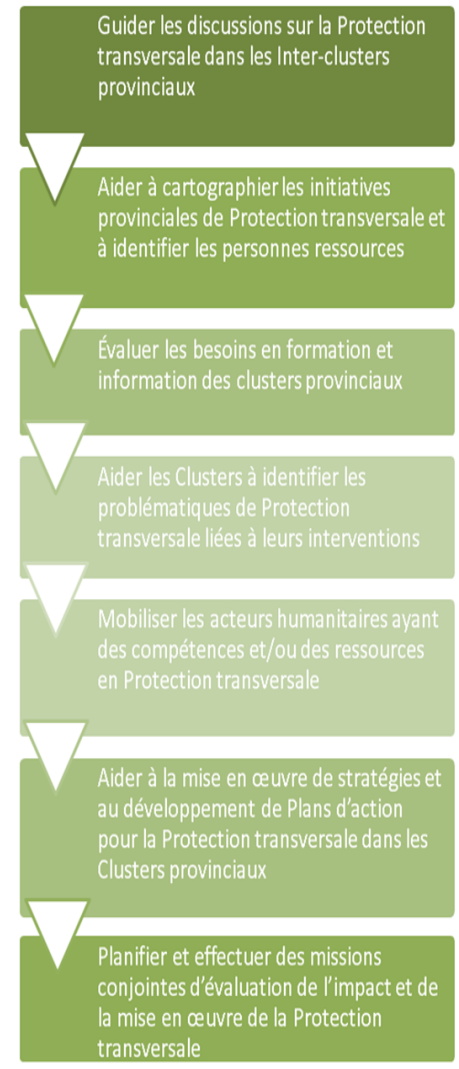 Guider les discussions sur la Protection
transversale dans les Inter-clusters
provinciaux
Aider à cartographier les initiatives
provinciales de Protection transversale et
à identifier les personnes ressources
Évaluer les besoins en formation et
information des clusters provinciaux
Aider les Clusters à identifier les
problématiques de Protection
transversale liées à leurs interventions
Mobiliser les acteurs humanitaires ayant
des compétences et/ou des ressources
en Protection transversale
Aider à la mise en œuvre de stratégies et
au développement de Plans d’action
pour la Protection transversale dans les
Clusters provinciaux
Planifier et effectuer des missions
conjointes d’évaluation de l’impact et de
la mise en œuvre de la Protection
transversale